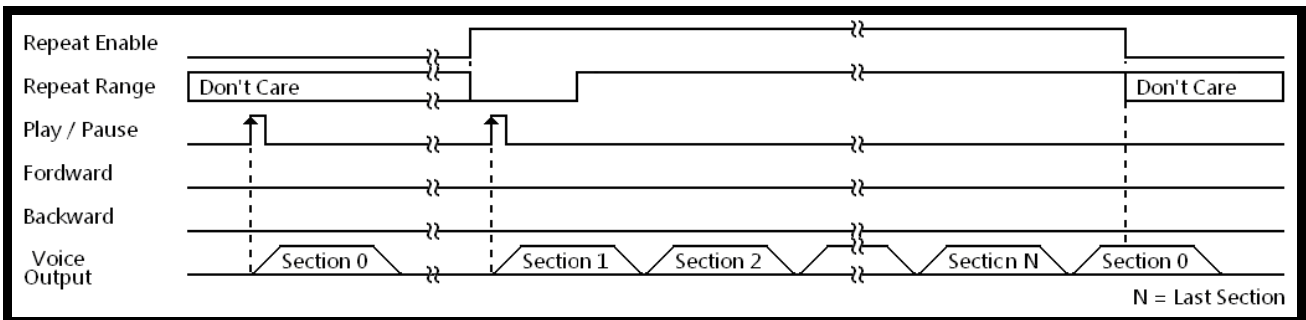 Repeat Enable
Repeat Range Don't Care Don't Care
Play / Pause
Fordward
Backward
Voice Output Section 0 Section 1 Section 2 Secticn N Section 0
N = Last Section